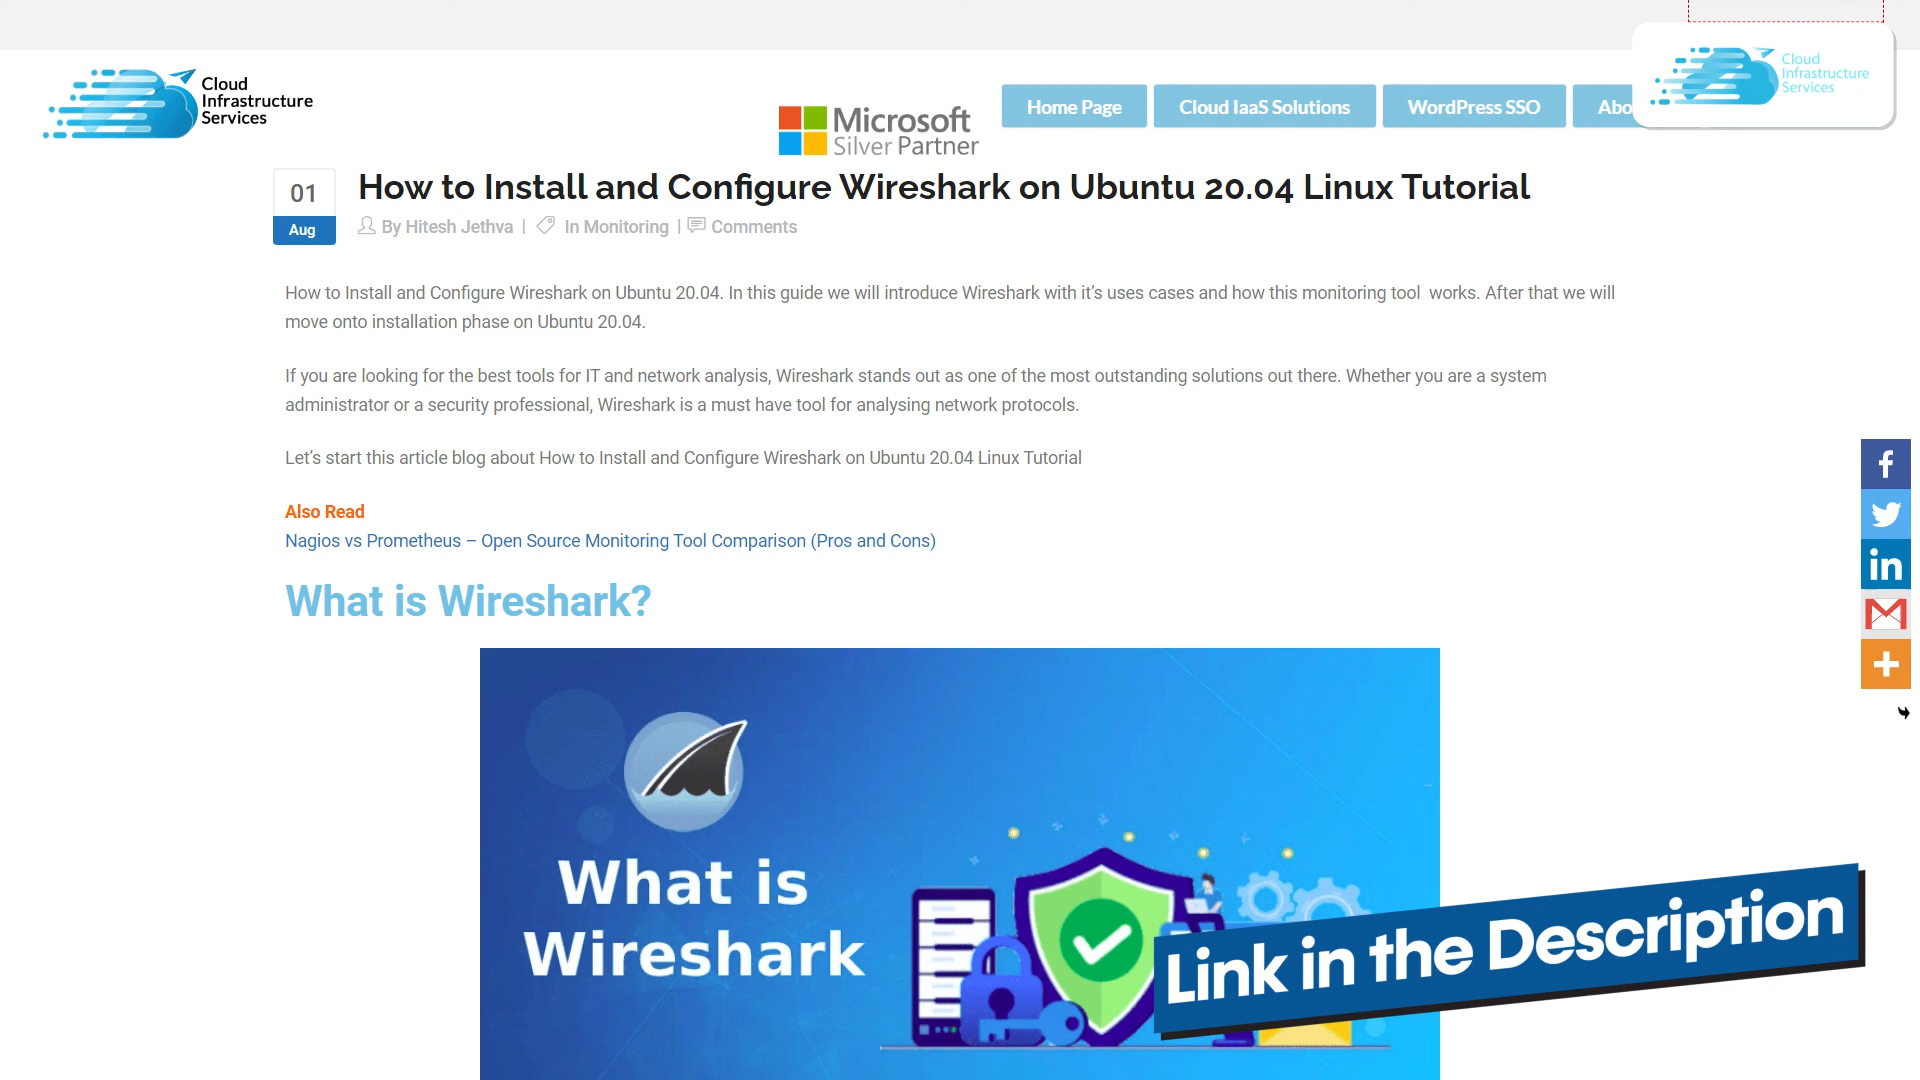 Cloud
Infrastructure
Services
Microsoft
Silver Partner
Home Page
Cloud IaaS Solutions
WordPress SSO
Abo
Cloud
Infrastructure
Services
01
Aug
How to Install and Configure Wireshark on Ubuntu 20.04 Linux Tutorial
By Hitesh Jethva | In Monitoring | Comments
How to Install and Configure Wireshark on Ubuntu 20.04. In this guide we will introduce Wireshark with it’s uses cases and how this monitoring tool works. After that we will
move onto installation phase on Ubuntu 20.04.
If you are looking for the best tools for IT and network analysis, Wireshark stands out as one of the most outstanding solutions out there. Whether you are a system
administrator or a security professional, Wireshark is a must have tool for analysing network protocols.
Let’s start this article blog about How to Install and Configure Wireshark on Ubuntu 20.04 Linux Tutorial
Also Read
Nagios vs Prometheus – Open Source Monitoring Tool Comparison (Pros and Cons)
What is Wireshark?
What is
Wireshark
Link in the Description